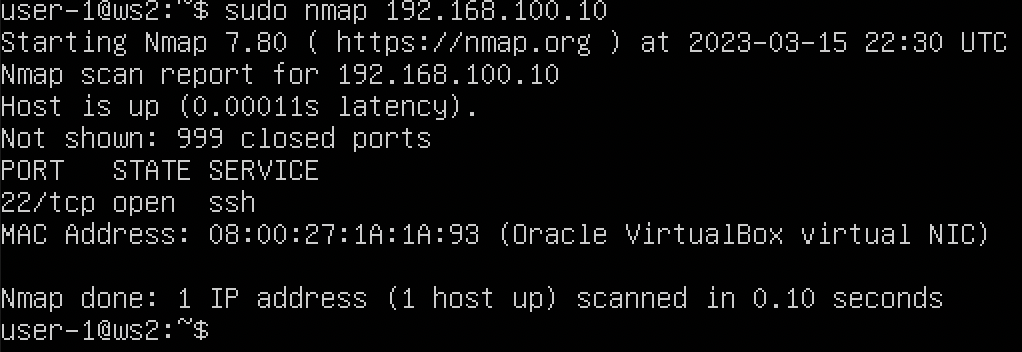 user-1@ws2:~$ sudo nmap 192.168.100.10
Starting Nmap 7.80 ( https://nmap.org ) at 2023-03-15 22:30 UTC
Nmap scan report for 192.168.100.10
Host is up (0.00011s latency).
Not shown: 999 closed ports
PORT   STATE SERVICE
22/tcp open  ssh
MAC Address: 08:00:27:1A:1A:93 (Oracle VirtualBox virtual NIC)

Nmap done: 1 IP address (1 host up) scanned in 0.10 seconds
user-1@ws2:~$